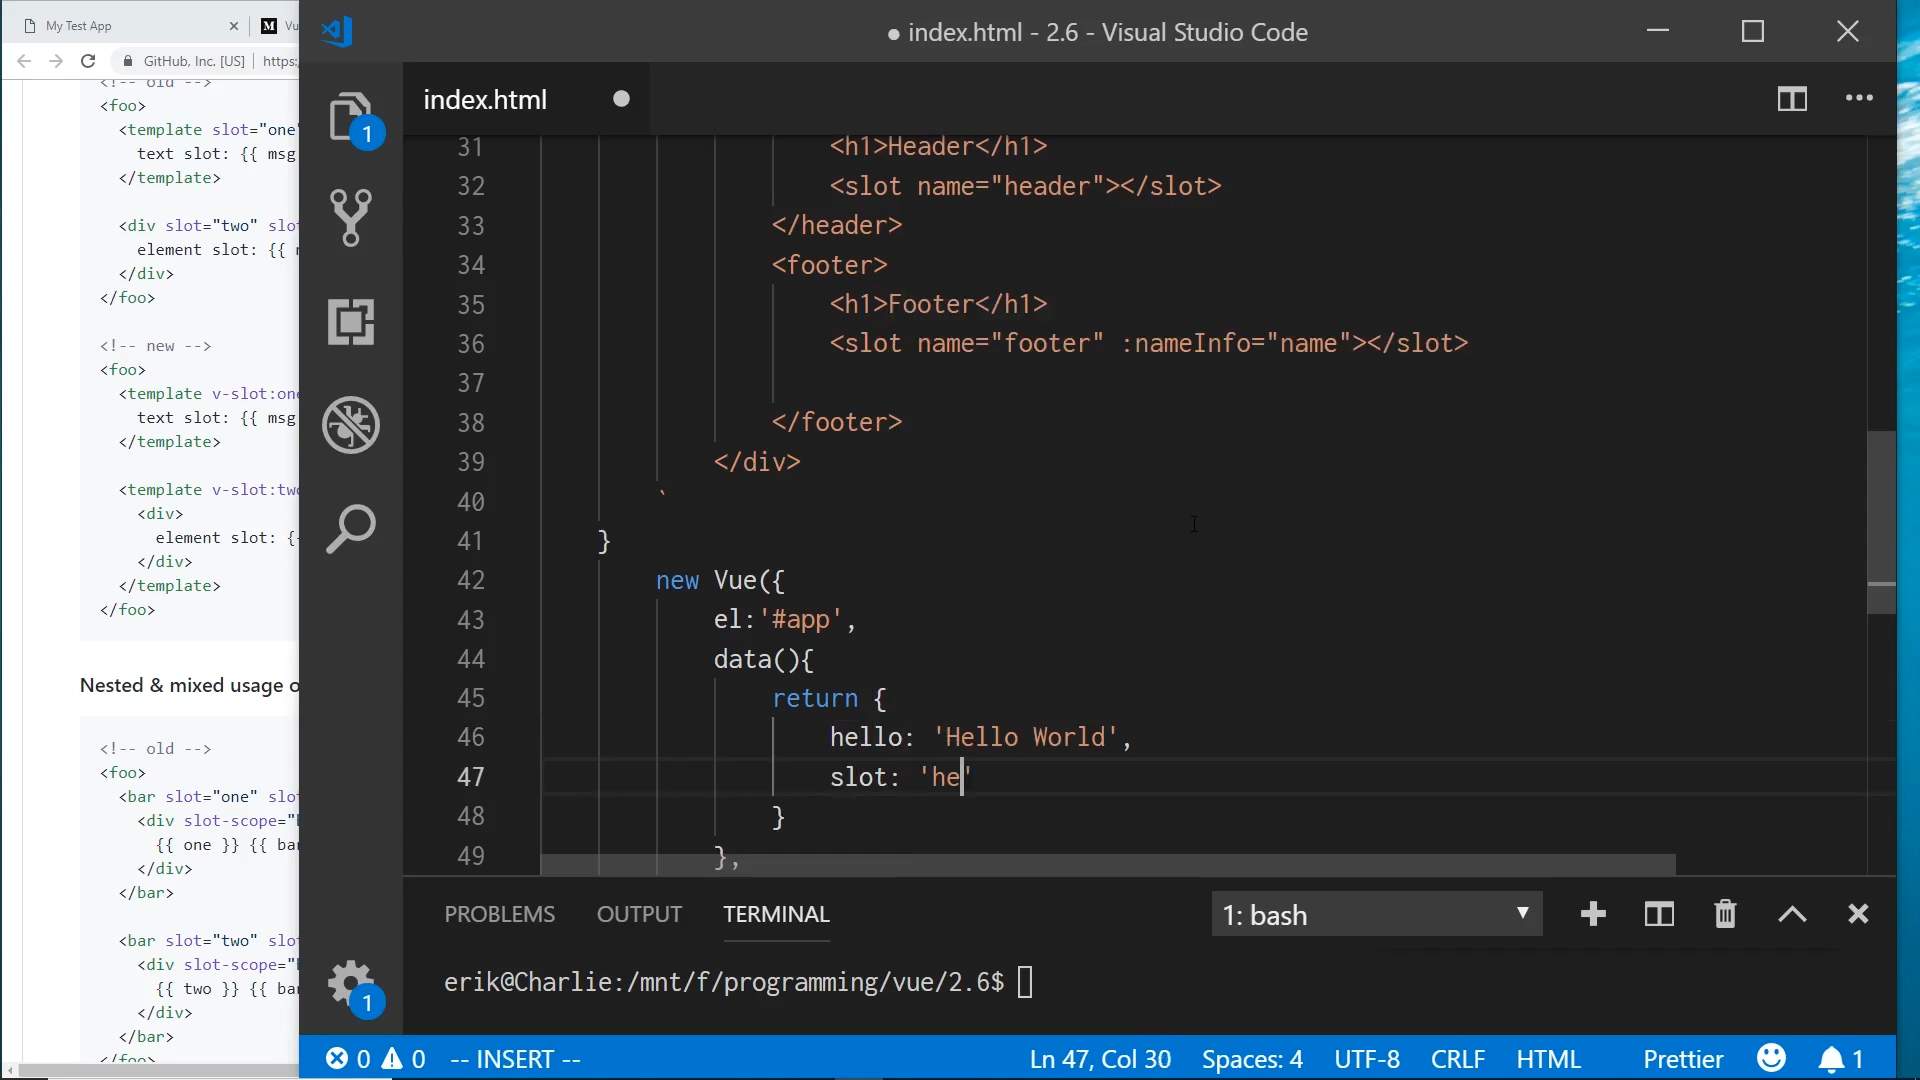 My Test App
M Vu
GitHub, Inc. [US] | https:
<!-- old -->
<foo>
<template slot="one"
text slot: {{ msg
</template>
<div slot="two" slo
element slot: {{
</div>
</foo>
<!-- new -->
<foo>
<template v-slot:one
text slot: {{ msg
</template>
<template v-slot:two
<div>
element slot: {
</div>
</template>
</foo>
Nested & mixed usage o
<!-- old -->
<foo>
<bar slot="one" slo
<div slot-scope="
{{ one }} {{ ba
</div>
</bar>
<bar slot="two" slo
<div slot-scope="
{{ two }} {{ ba
</div>
</bar>
</foo>
● index.html - 2.6 - Visual Studio Code
index.html
1
31 <h1>Header</h1>
32 <slot name="header"></slot>
33 </header>
34 <footer>
35 <h1>Footer</h1>
36 <slot name="footer" :nameInfo="name"></slot>
37
38 </footer>
39 </div>
40 `
41 }
42 new Vue({
43 el:'#app',
44 data(){
45 return {
46 hello: 'Hello World',
47 slot: 'he'
48 }
49 },
PROBLEMS OUTPUT TERMINAL 1: bash
erik@Charlie:/mnt/f/programming/vue/2.6$
1
0 0 -- INSERT -- Ln 47, Col 30 Spaces: 4 UTF-8 CRLF HTML Prettier 1